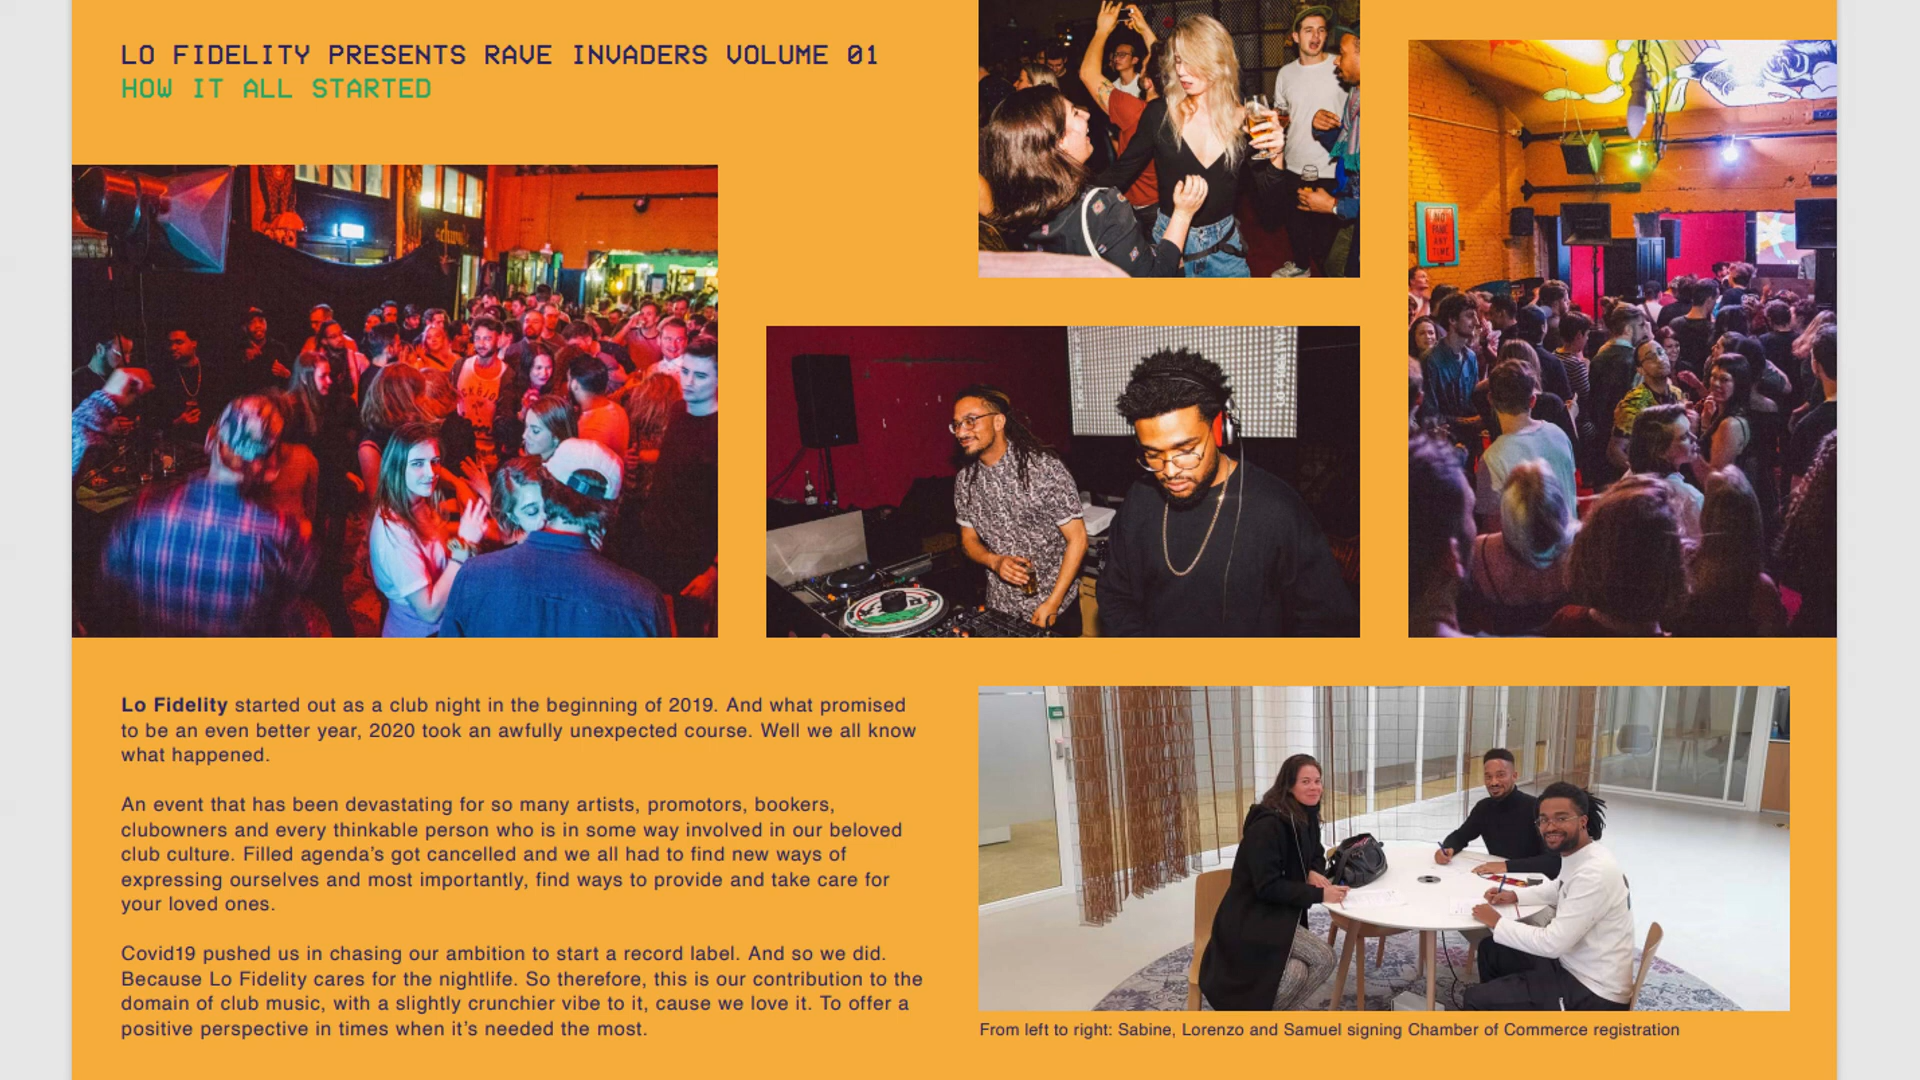 LO FIDELITY PRESENTS RAVE INVADERS VOLUME 01
HOW IT ALL STARTED
NO
PANIC
ANY
TIME
Lo Fidelity started out as a club night in the beginning of 2019. And what promised
to be an even better year, 2020 took an awfully unexpected course. Well we all know
what happened.
An event that has been devastating for so many artists, promotors, bookers,
clubowners and every thinkable person who is in some way involved in our beloved
club culture. Filled agenda’s got cancelled and we all had to find new ways of
expressing ourselves and most importantly, find ways to provide and take care for
your loved ones.
Covid19 pushed us in chasing our ambition to start a record label. And so we did.
Because Lo Fidelity cares for the nightlife. So therefore, this is our contribution to the
domain of club music, with a slightly crunchier vibe to it, cause we love it. To offer a
positive perspective in times when it’s needed the most.
From left to right: Sabine, Lorenzo and Samuel signing Chamber of Commerce registration